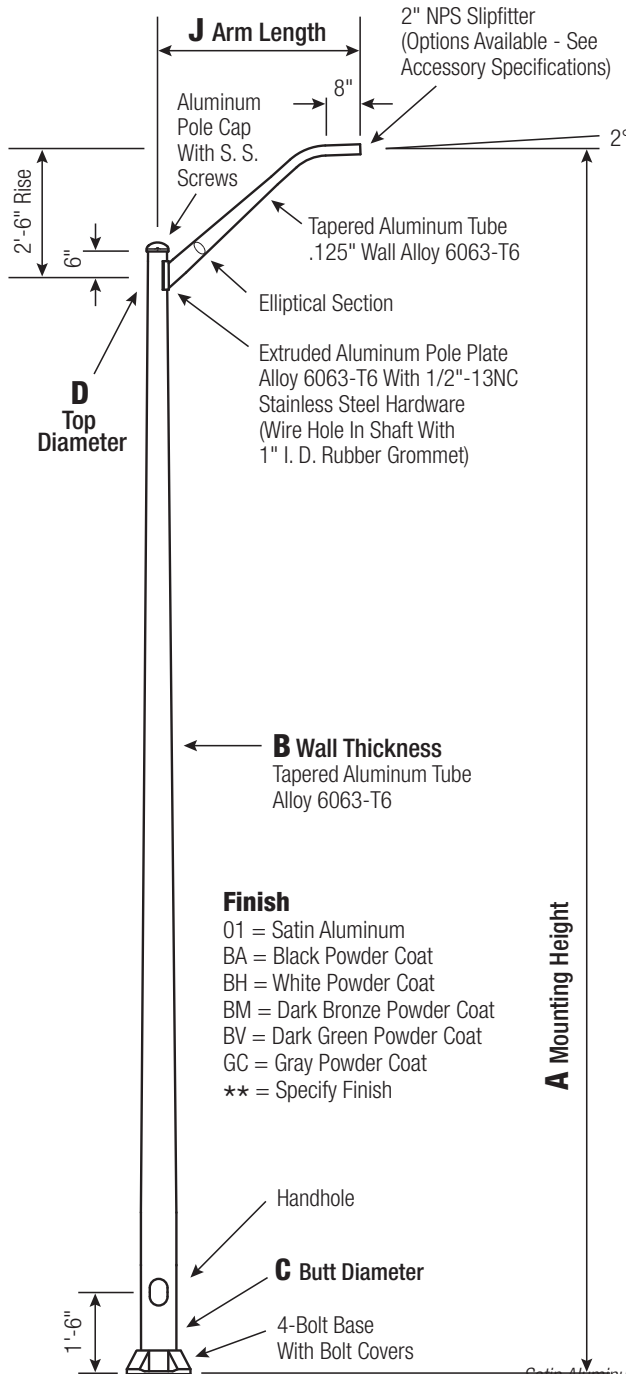 J Arm Length
2" NPS Slipfitter
(Options Available - See
Accessory Specifications)
8"
Aluminum
Pole Cap
With S. S.
Screws
2°
2'-6" Rise
6"
Tapered Aluminum Tube
.125" Wall Alloy 6063-T6
Elliptical Section
Extruded Aluminum Pole Plate
Alloy 6063-T6 With 1/2"-13NC
Stainless Steel Hardware
(Wire Hole In Shaft With
1" I. D. Rubber Grommet)
D
Top
Diameter
B Wall Thickness
Tapered Aluminum Tube
Alloy 6063-T6
Finish
01 = Satin Aluminum
BA = Black Powder Coat
BH = White Powder Coat
BM = Dark Bronze Powder Coat
BV = Dark Green Powder Coat
GC = Gray Powder Coat
** = Specify Finish
A Mounting Height
Handhole
C Butt Diameter
1'-6"
4-Bolt Base
With Bolt Covers